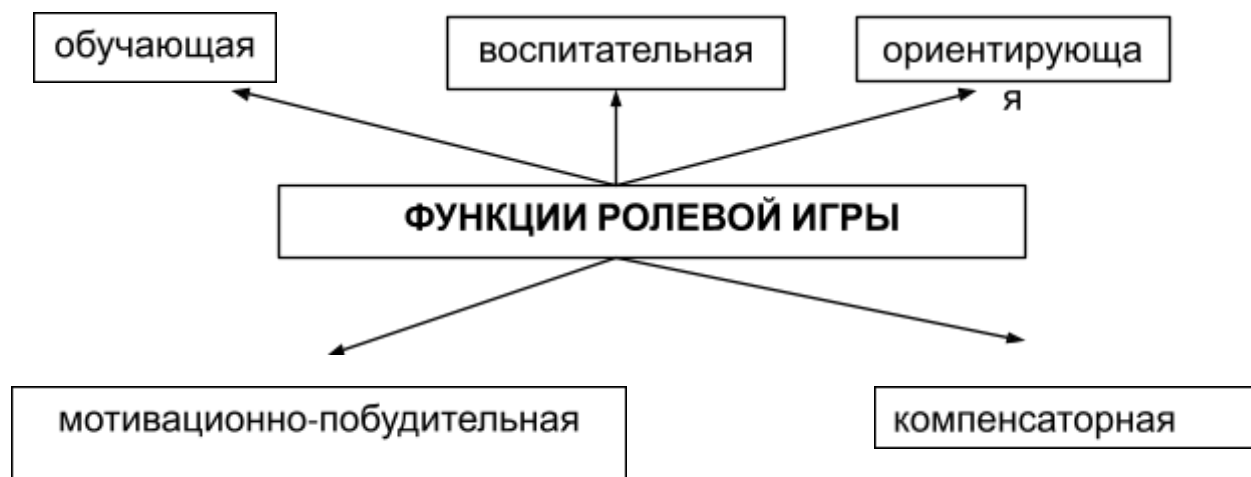 обучающая
воспитательная
ориентирующа
я
ФУНКЦИИ РОЛЕВОЙ ИГРЫ
мотивационно-побудительная
компенсаторная